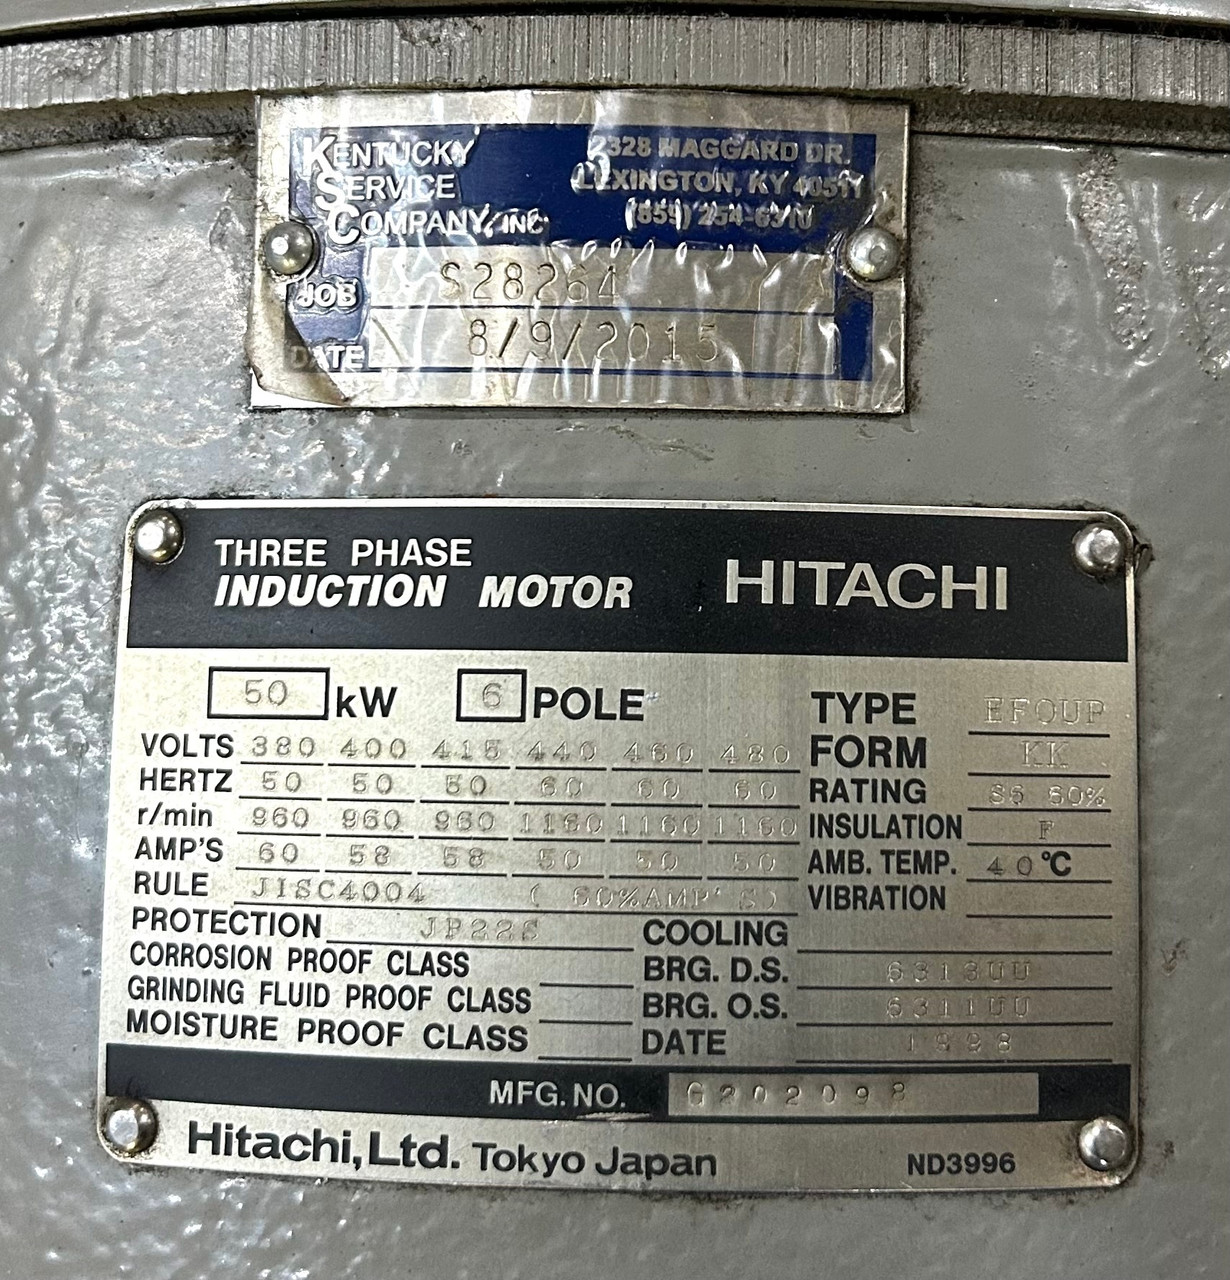 KENTUCKY
SERVICE
COMPANY, INC
2328 MAGGARD DR.
LEXINGTON, KY 40511
(859) 254-6310
JOB S28264
DATE 8/9/2015
THREE PHASE
INDUCTION MOTOR
HITACHI
50 kW 6 POLE
VOLTS 380 400 415 440 460 480
HERTZ 50 50 50 60 60 60
r/min 960 960 960 1160 1160 1160
AMP'S 60 58 58 50 50 50
RULE JISC4004 ( 60%AMP'S)
PROTECTION JP22S
CORROSION PROOF CLASS
GRINDING FLUID PROOF CLASS
MOISTURE PROOF CLASS
TYPE EFOUP
FORM KK
RATING S6 60%
INSULATION F
AMB. TEMP. 40°C
VIBRATION
COOLING
BRG. D.S. 6313UU
BRG. O.S. 6311UU
DATE 1998
MFG. NO. G202098
Hitachi, Ltd. Tokyo Japan
ND3996